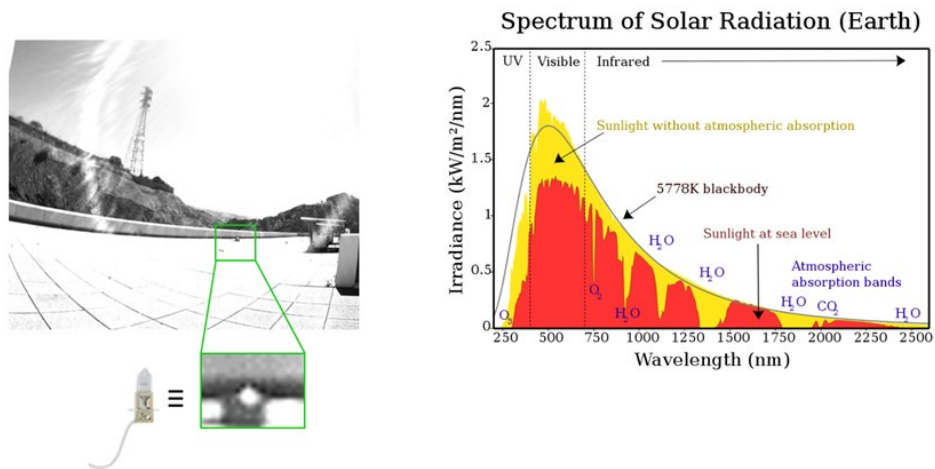 Spectrum of Solar Radiation (Earth)
Irradiance (kW/m²/nm)
2.5
2
1.5
1
0.5
0
UV
Visible
Infrared
Sunlight without atmospheric absorption
5778K blackbody
Sunlight at sea level
H₂O
H₂O
Atmospheric
absorption bands
O₃
O₂
H₂O
H₂O
CO₂
H₂O
250 500 750 1000 1250 1500 1750 2000 2250 2500
Wavelength (nm)
≡